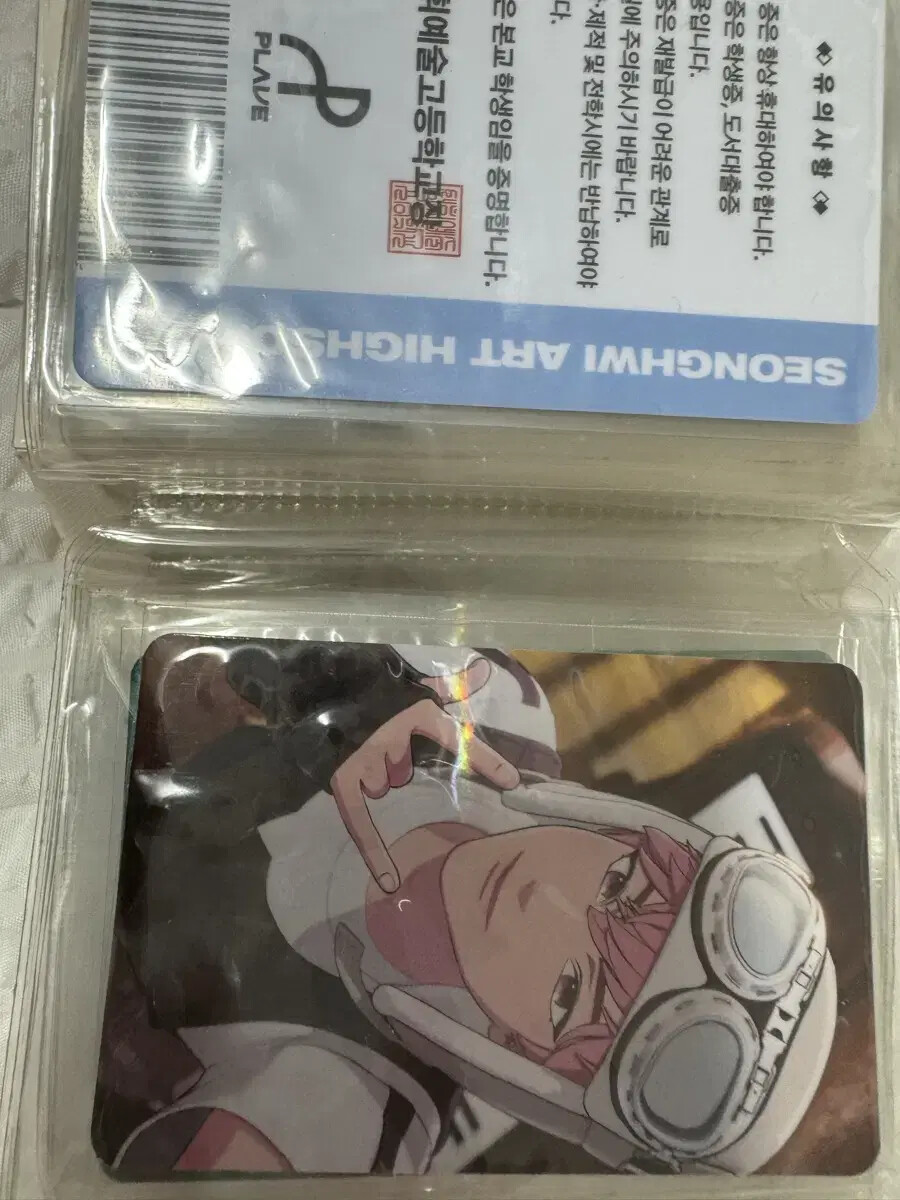 ◈ 유 의 사 항 ◈
증은 항상 휴대하여야 합니다.
증은 학생증, 도서대출증
용입니다.
증은 재발급이 어려운 관계로
실에 주의하시기 바랍니다.
제적 및 전학시에는 반납하여야
다.
은 본교 학생임을 증명합니다.
휘예술고등학교장
PLAVE
SEONGHWI ART